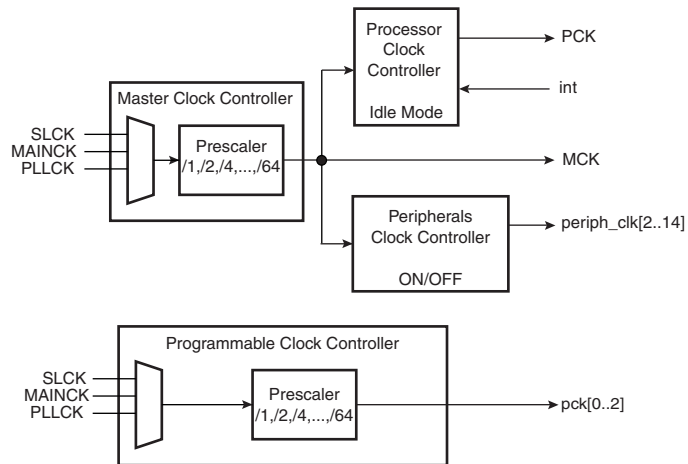 Processor
Clock
Controller
Idle Mode
PCK
int
Master Clock Controller
SLCK
MAINCK
PLLCK
Prescaler
/1,/2,/4,...,/64
MCK
Peripherals
Clock Controller
ON/OFF
periph_clk[2..14]
Programmable Clock Controller
SLCK
MAINCK
PLLCK
Prescaler
/1,/2,/4,...,/64
pck[0..2]